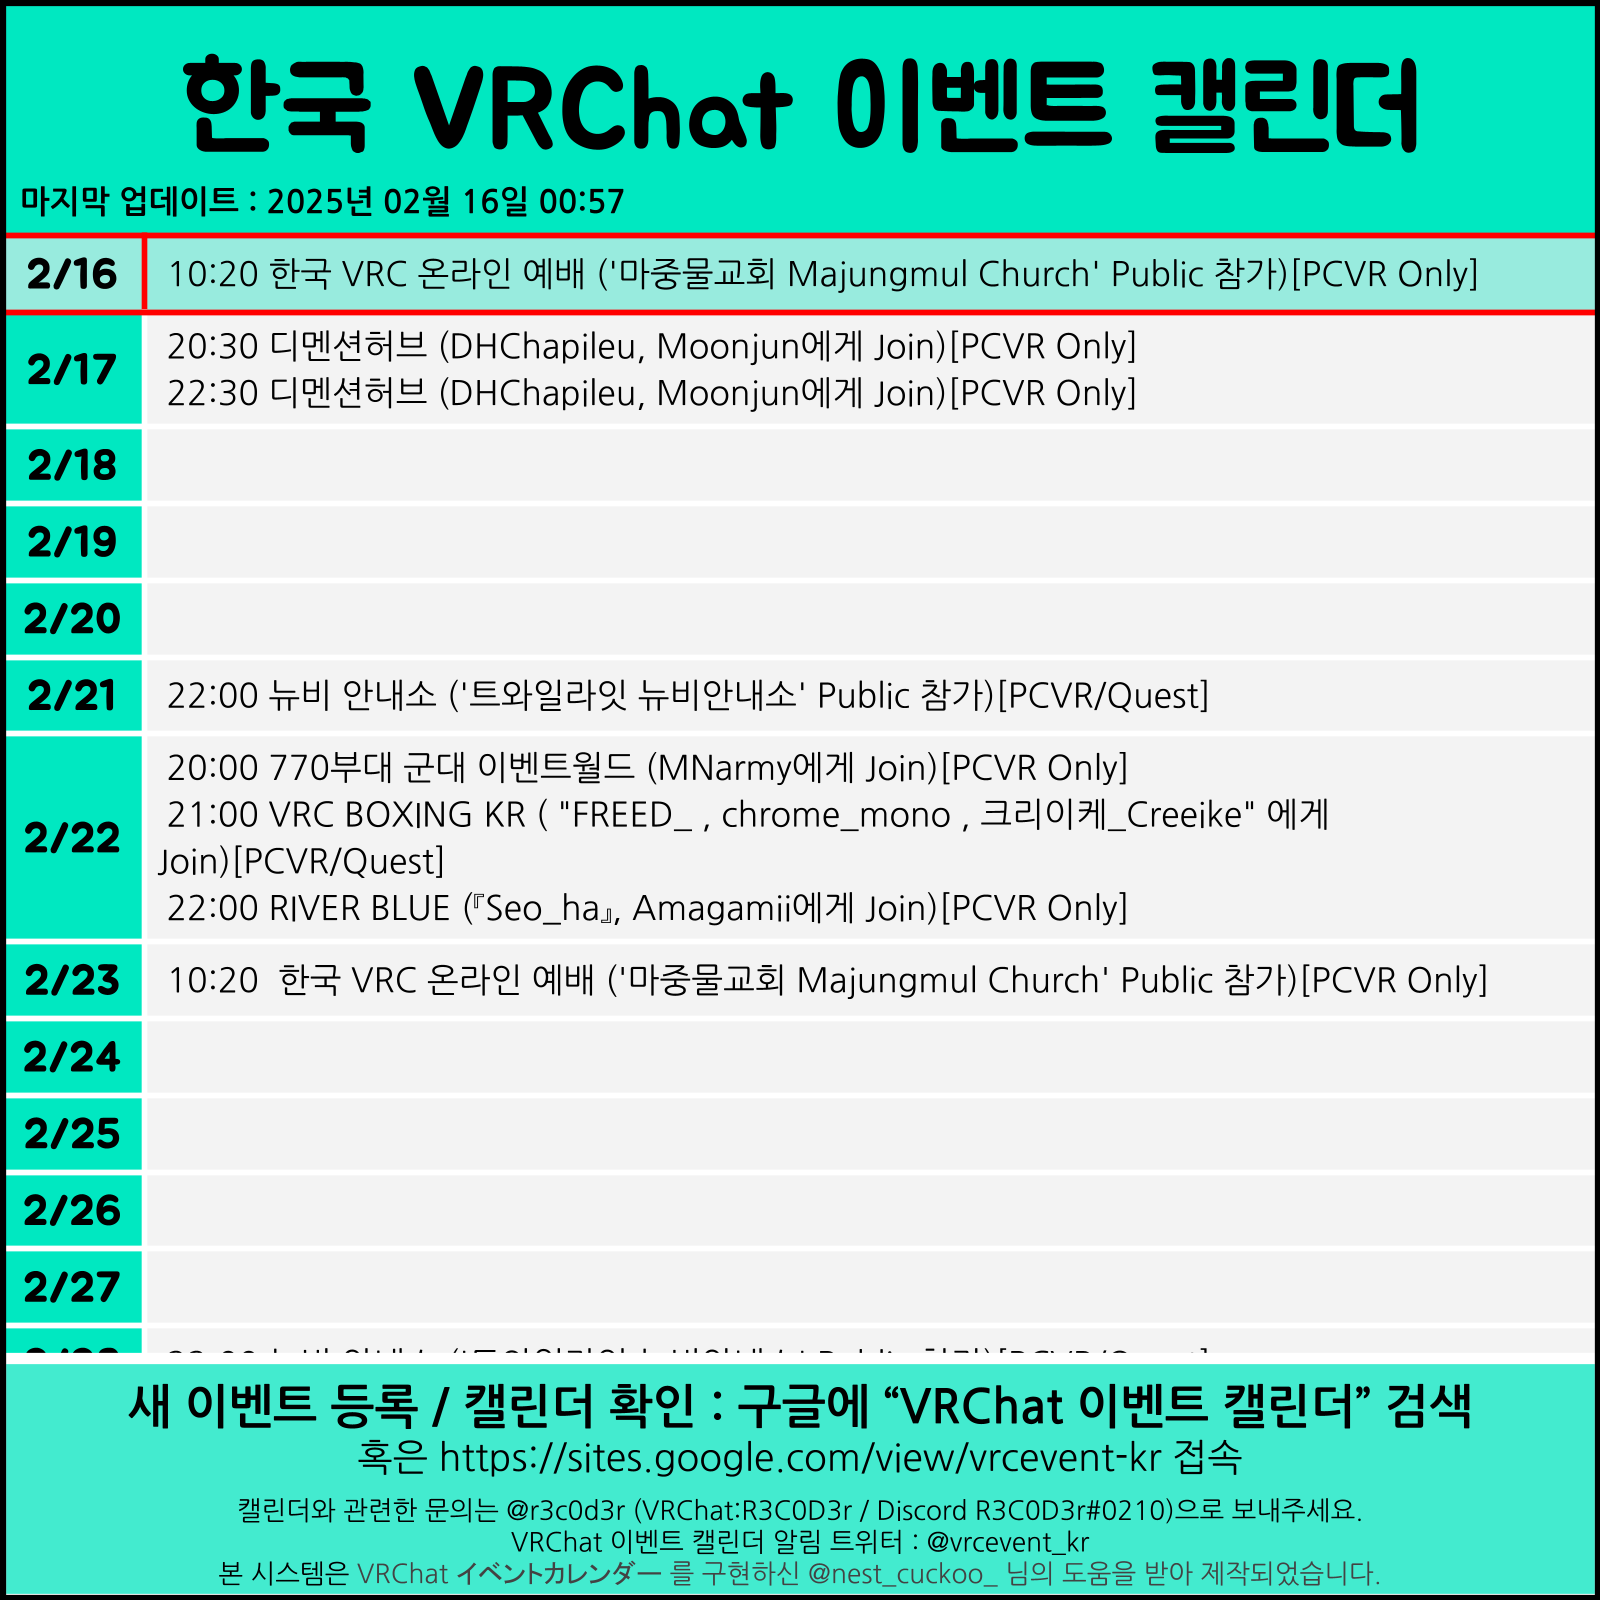 한국 VRChat 이벤트 캘린더
마지막 업데이트 : 2025년 02월 16일 00:57
2/16 10:20 한국 VRC 온라인 예배 ('마중물교회 Majungmul Church' Public 참가)[PCVR Only]
2/17 20:30 디멘션허브 (DHChapileu, Moonjun에게 Join)[PCVR Only]
22:30 디멘션허브 (DHChapileu, Moonjun에게 Join)[PCVR Only]
2/18
2/19
2/20
2/21 22:00 뉴비 안내소 ('트와일라잇 뉴비안내소' Public 참가)[PCVR/Quest]
2/22 20:00 770부대 군대 이벤트월드 (MNarmy에게 Join)[PCVR Only]
21:00 VRC BOXING KR ( "FREED_ , chrome_mono , 크리이케_Creeike" 에게
Join)[PCVR/Quest]
22:00 RIVER BLUE (『Seo_ha』, Amagamii에게 Join)[PCVR Only]
2/23 10:20 한국 VRC 온라인 예배 ('마중물교회 Majungmul Church' Public 참가)[PCVR Only]
2/24
2/25
2/26
2/27
새 이벤트 등록 / 캘린더 확인 : 구글에 “VRChat 이벤트 캘린더” 검색
혹은 https://sites.google.com/view/vrcevent-kr 접속
캘린더와 관련한 문의는 @r3c0d3r (VRChat:R3C0D3r / Discord R3C0D3r#0210)으로 보내주세요.
VRChat 이벤트 캘린더 알림 트위터 : @vrcevent_kr
본 시스템은 VRChat イベントカレンダー 를 구현하신 @nest_cuckoo_ 님의 도움을 받아 제작되었습니다.